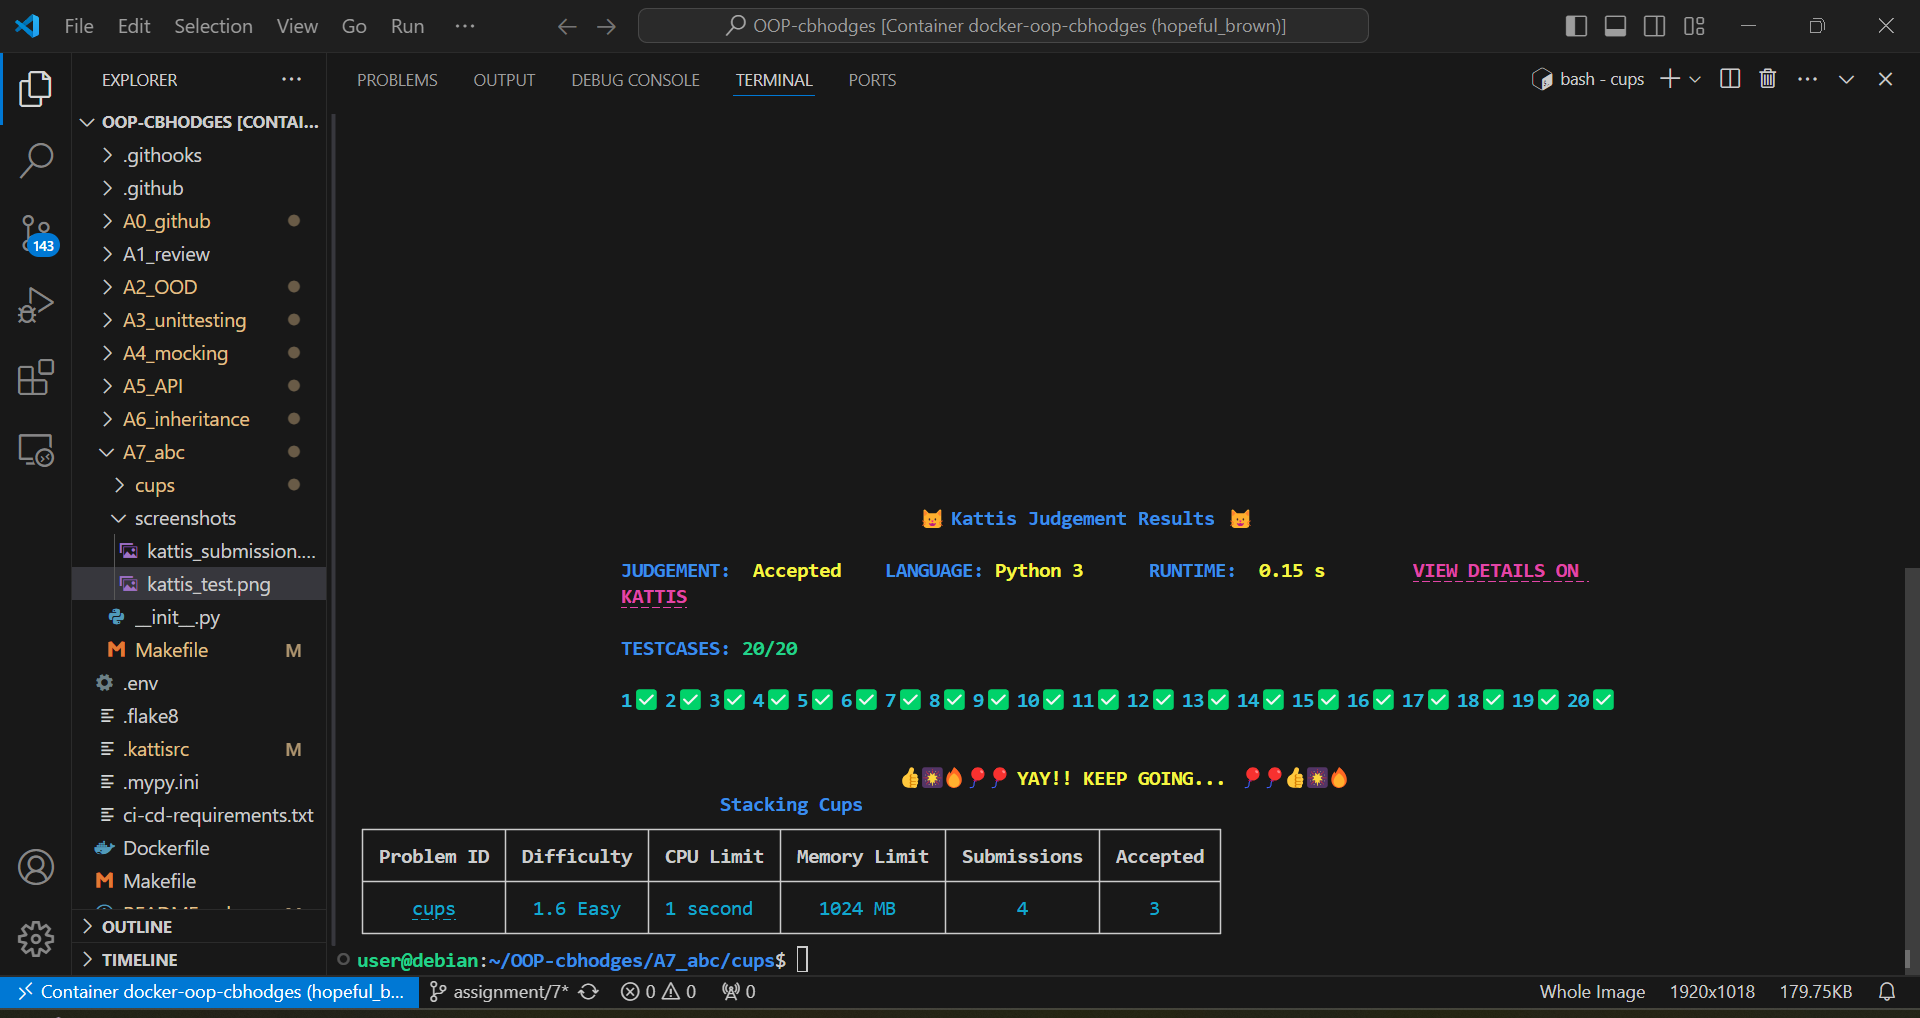 File Edit Selection View Go Run
OOP-cbhodges [Container docker-oop-cbhodges (hopeful_brown)]
EXPLORER
PROBLEMS OUTPUT DEBUG CONSOLE TERMINAL PORTS
bash - cups
OOP-CBHODGES [CONTAI...
.githooks
.github
A0_github
143
A1_review
A2_OOD
A3_unittesting
A4_mocking
A5_API
A6_inheritance
A7_abc
cups
screenshots
kattis_submission....
kattis_test.png
__init__.py
Makefile M
.env
.flake8
.kattisrc M
.mypy.ini
ci-cd-requirements.txt
Dockerfile
Makefile
OUTLINE
TIMELINE
😺 Kattis Judgement Results 😺
JUDGEMENT: Accepted LANGUAGE: Python 3 RUNTIME: 0.15 s VIEW DETAILS ON
KATTIS
TESTCASES: 20/20
1✅ 2✅ 3✅ 4✅ 5✅ 6✅ 7✅ 8✅ 9✅ 10✅ 11✅ 12✅ 13✅ 14✅ 15✅ 16✅ 17✅ 18✅ 19✅ 20✅
👍🎆🔥🎈🎈 YAY!! KEEP GOING... 🎈🎈👍🎆🔥
Stacking Cups
Problem ID Difficulty CPU Limit Memory Limit Submissions Accepted
cups 1.6 Easy 1 second 1024 MB 4 3
user@debian:~/OOP-cbhodges/A7_abc/cups$
Container docker-oop-cbhodges (hopeful_b... assignment/7* 0 0 0 Whole Image 1920x1018 179.75KB